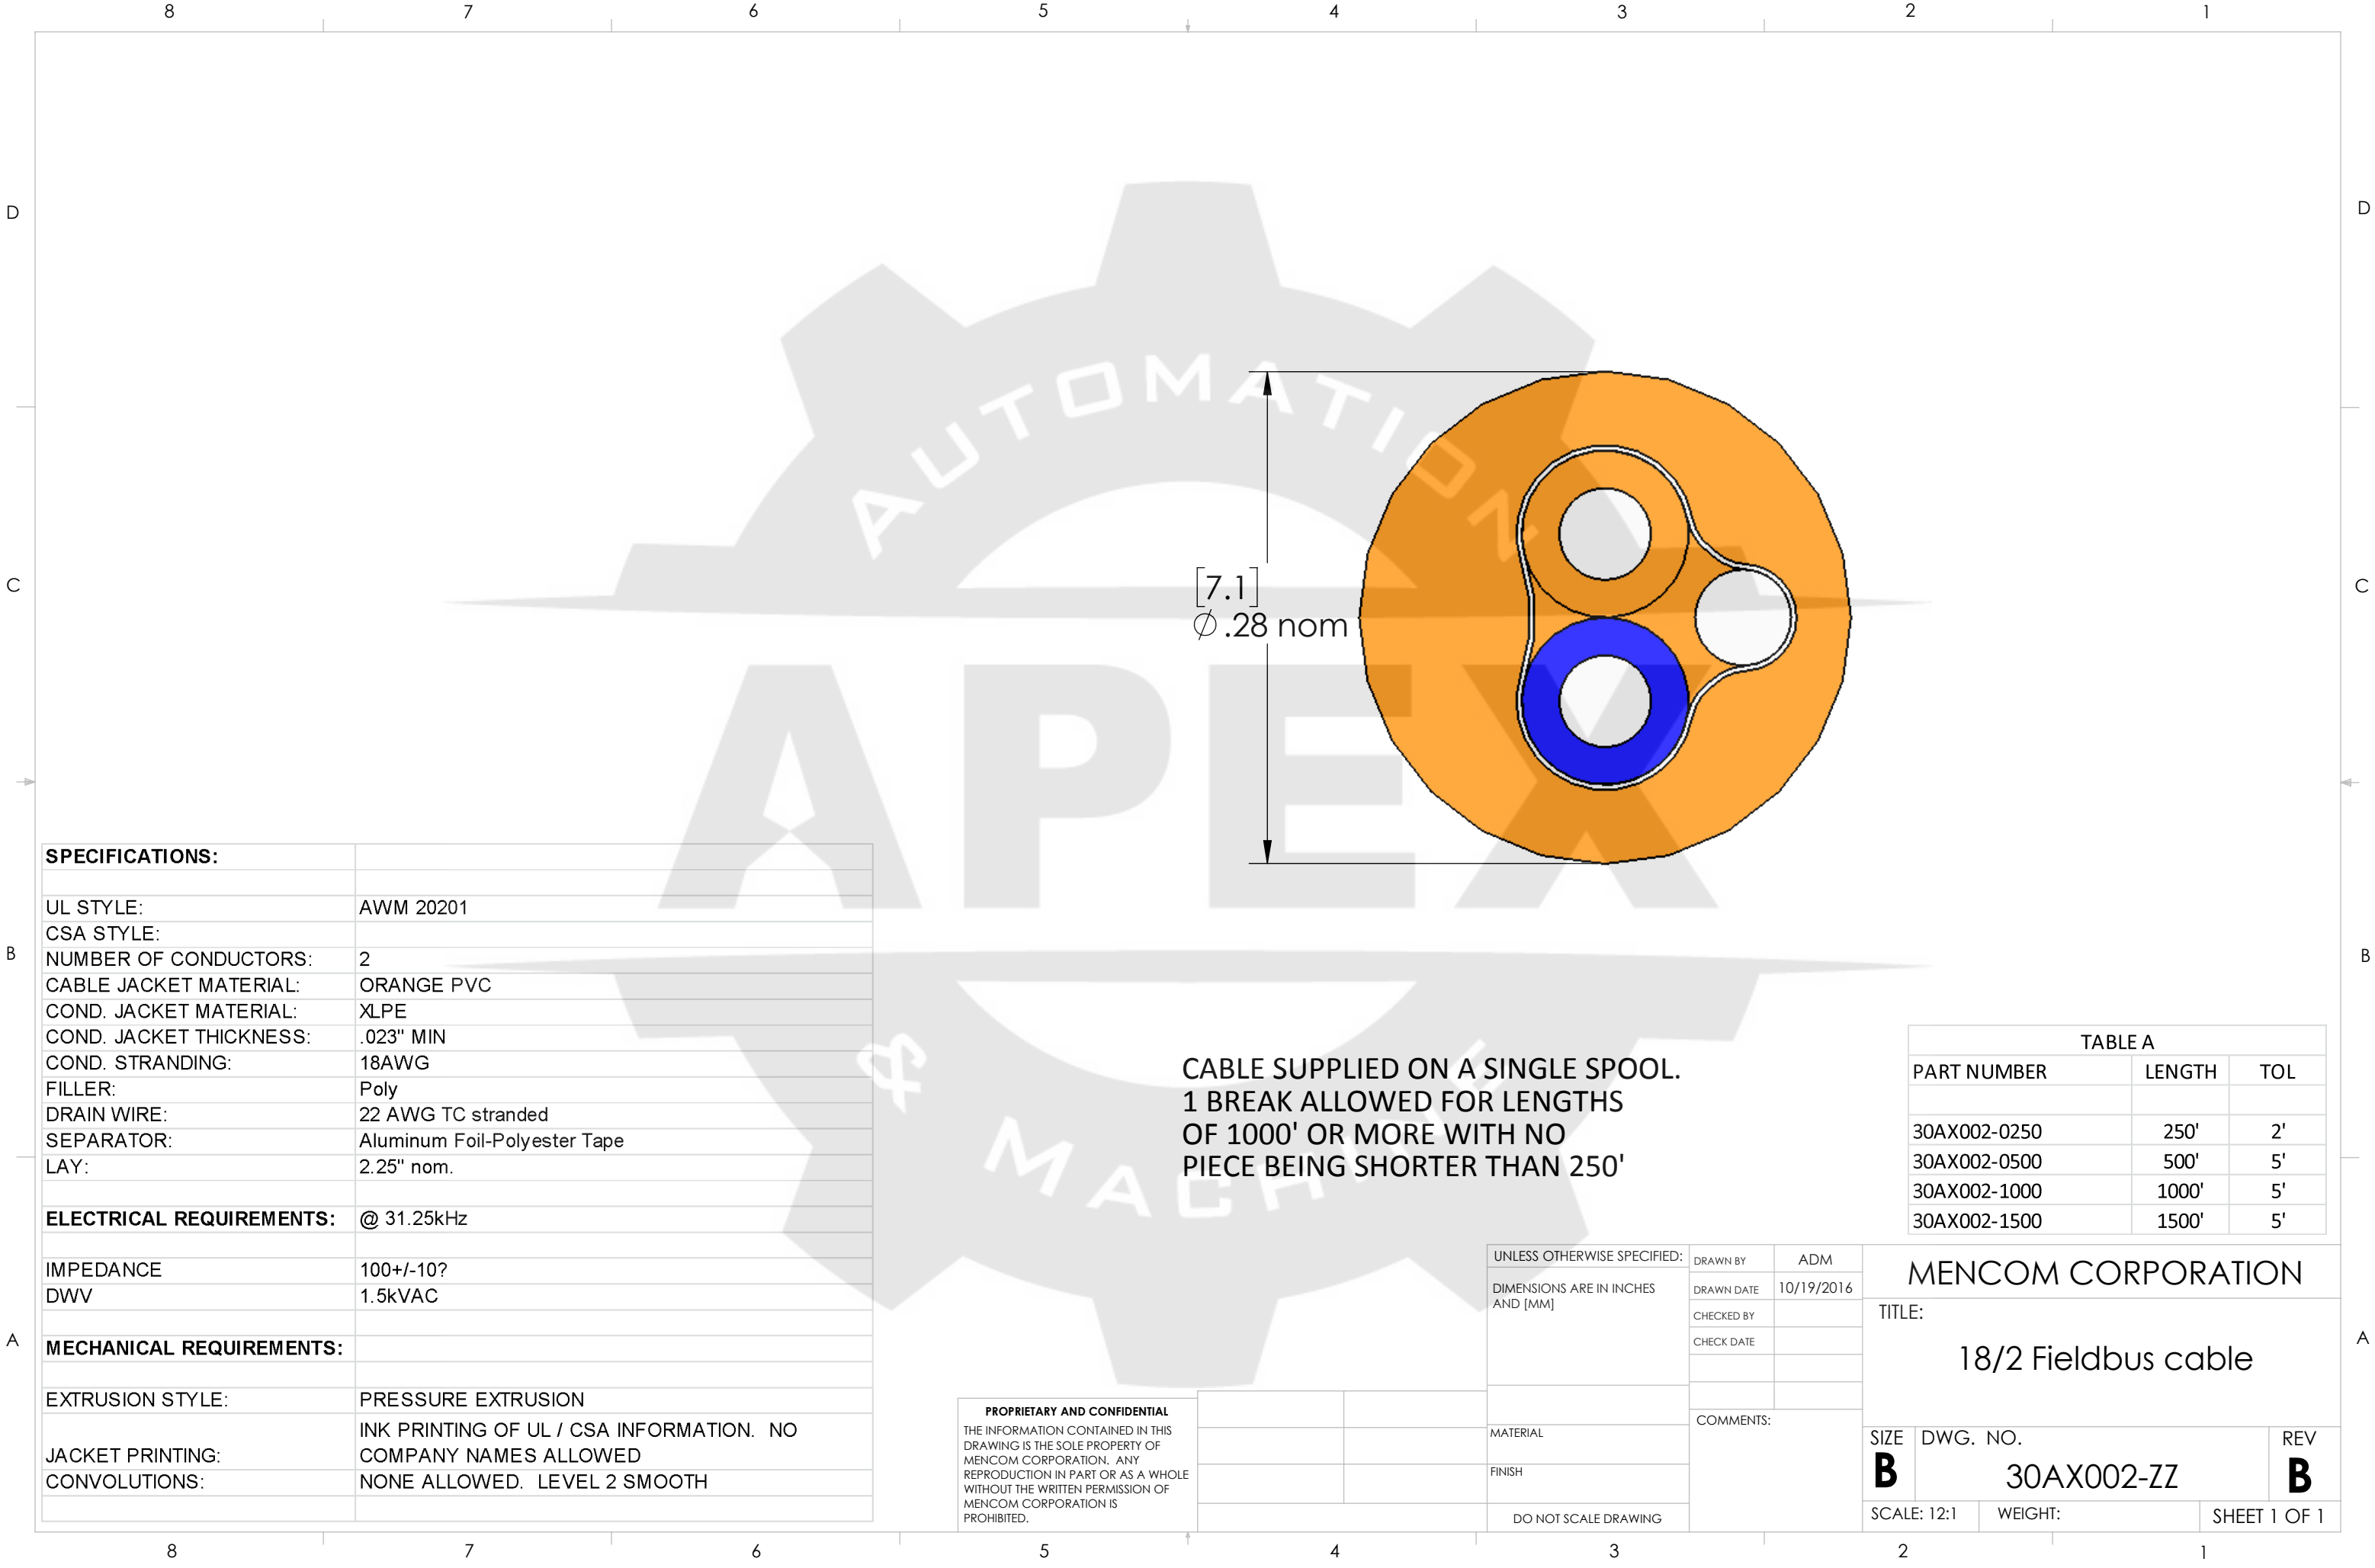 8 7 6 5 4 3 2 1
D D
C C
B B
A A
AUTOMATION
APEX
& MACHINE
[7.1]
∅.28 nom
SPECIFICATIONS:
UL STYLE: AWM 20201
CSA STYLE:
NUMBER OF CONDUCTORS: 2
CABLE JACKET MATERIAL: ORANGE PVC
COND. JACKET MATERIAL: XLPE
COND. JACKET THICKNESS: .023" MIN
COND. STRANDING: 18AWG
FILLER: Poly
DRAIN WIRE: 22 AWG TC stranded
SEPARATOR: Aluminum Foil-Polyester Tape
LAY: 2.25" nom.
ELECTRICAL REQUIREMENTS: @ 31.25kHz
IMPEDANCE 100+/-10?
DWV 1.5kVAC
MECHANICAL REQUIREMENTS:
EXTRUSION STYLE: PRESSURE EXTRUSION
INK PRINTING OF UL / CSA INFORMATION. NO
JACKET PRINTING: COMPANY NAMES ALLOWED
CONVOLUTIONS: NONE ALLOWED. LEVEL 2 SMOOTH
CABLE SUPPLIED ON A SINGLE SPOOL.
1 BREAK ALLOWED FOR LENGTHS
OF 1000' OR MORE WITH NO
PIECE BEING SHORTER THAN 250'
TABLE A
PART NUMBER LENGTH TOL
30AX002-0250 250' 2'
30AX002-0500 500' 5'
30AX002-1000 1000' 5'
30AX002-1500 1500' 5'
PROPRIETARY AND CONFIDENTIAL
THE INFORMATION CONTAINED IN THIS
DRAWING IS THE SOLE PROPERTY OF
MENCOM CORPORATION. ANY
REPRODUCTION IN PART OR AS A WHOLE
WITHOUT THE WRITTEN PERMISSION OF
MENCOM CORPORATION IS
PROHIBITED.
UNLESS OTHERWISE SPECIFIED:
DIMENSIONS ARE IN INCHES
AND [MM]
MATERIAL
FINISH
DO NOT SCALE DRAWING
DRAWN BY ADM
DRAWN DATE 10/19/2016
CHECKED BY
CHECK DATE
COMMENTS:
MENCOM CORPORATION
TITLE:
18/2 Fieldbus cable
SIZE DWG. NO. REV
B 30AX002-ZZ B
SCALE: 12:1 WEIGHT: SHEET 1 OF 1
8 7 6 5 4 3 2 1